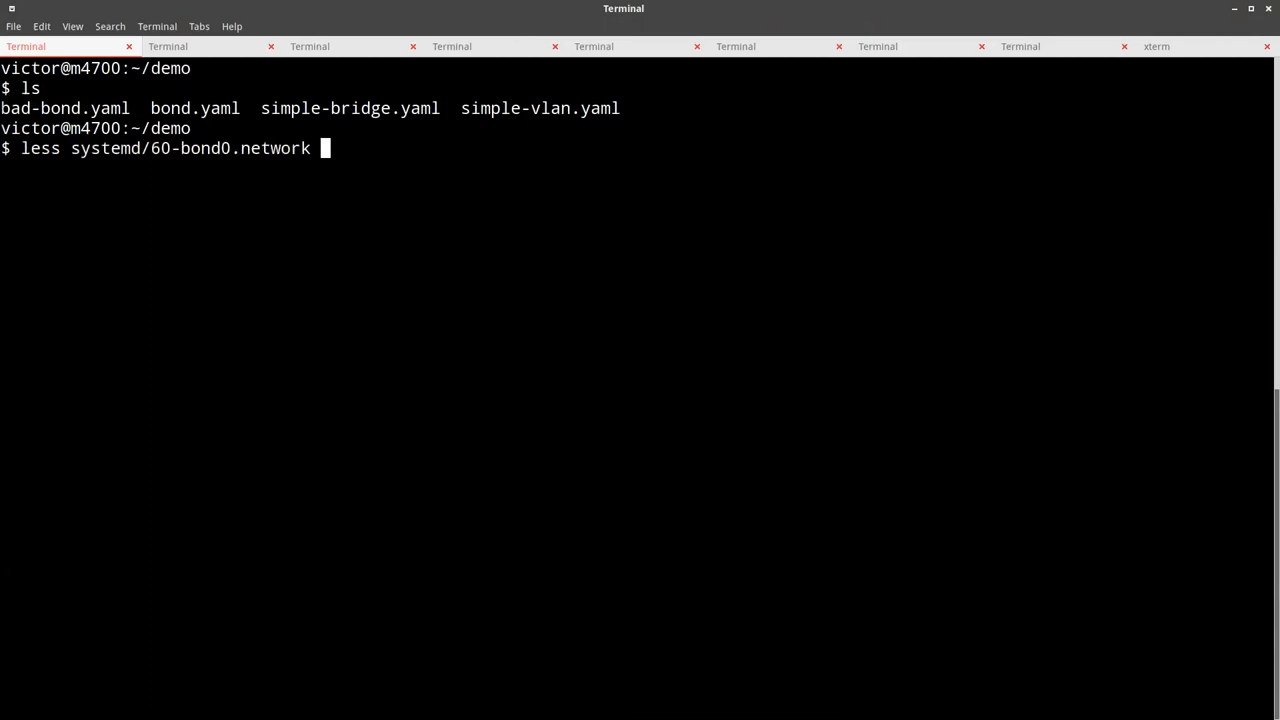 Terminal
File Edit View Search Terminal Tabs Help
Terminal Terminal Terminal Terminal Terminal Terminal Terminal Terminal xterm
victor@m4700:~/demo
$ ls
bad-bond.yaml  bond.yaml  simple-bridge.yaml  simple-vlan.yaml
victor@m4700:~/demo
$ less systemd/60-bond0.network